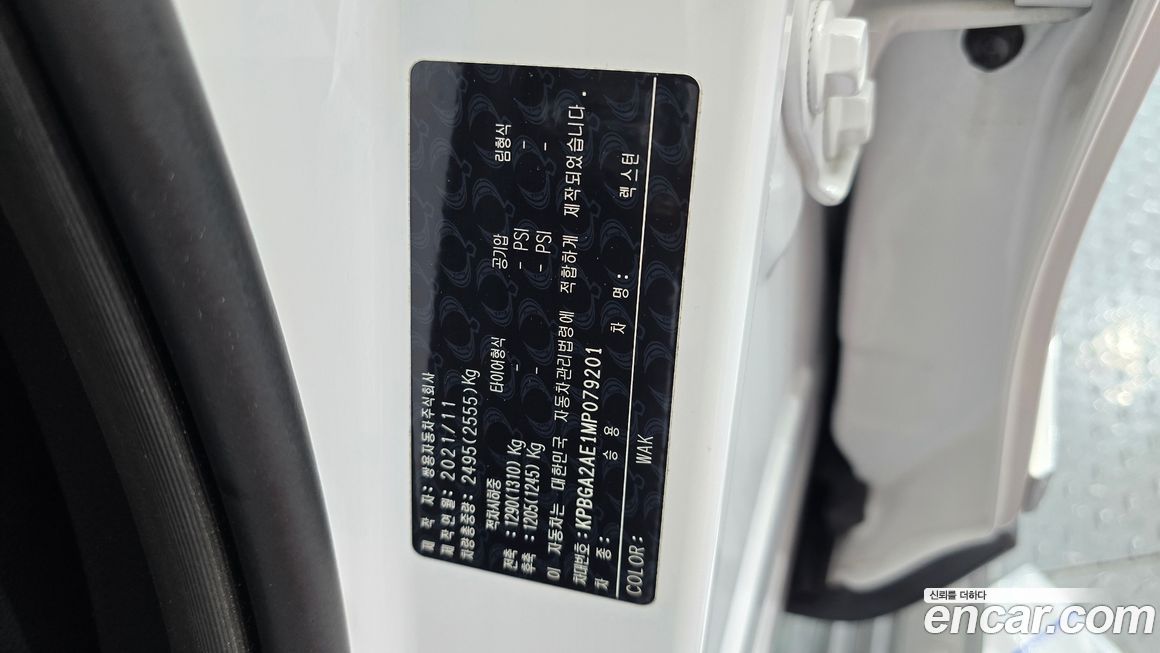 제 작 자: 쌍용자동차주식회사
제작연월: 2021/11
차량총중량: 2495(2555)Kg
적차시하중 타이어형식 공기압 림형식
전축: 1290(1310)Kg - - PSI -
후축: 1205(1245)Kg - - PSI -
이 자동차는 대한민국 자동차관리법령에 적합하게 제작되었습니다.
차대번호: KPBGA2AE1MP079201
차 종: 승 용 차 명: 렉스턴
COLOR: WAK
신뢰를 더하다
encar.com